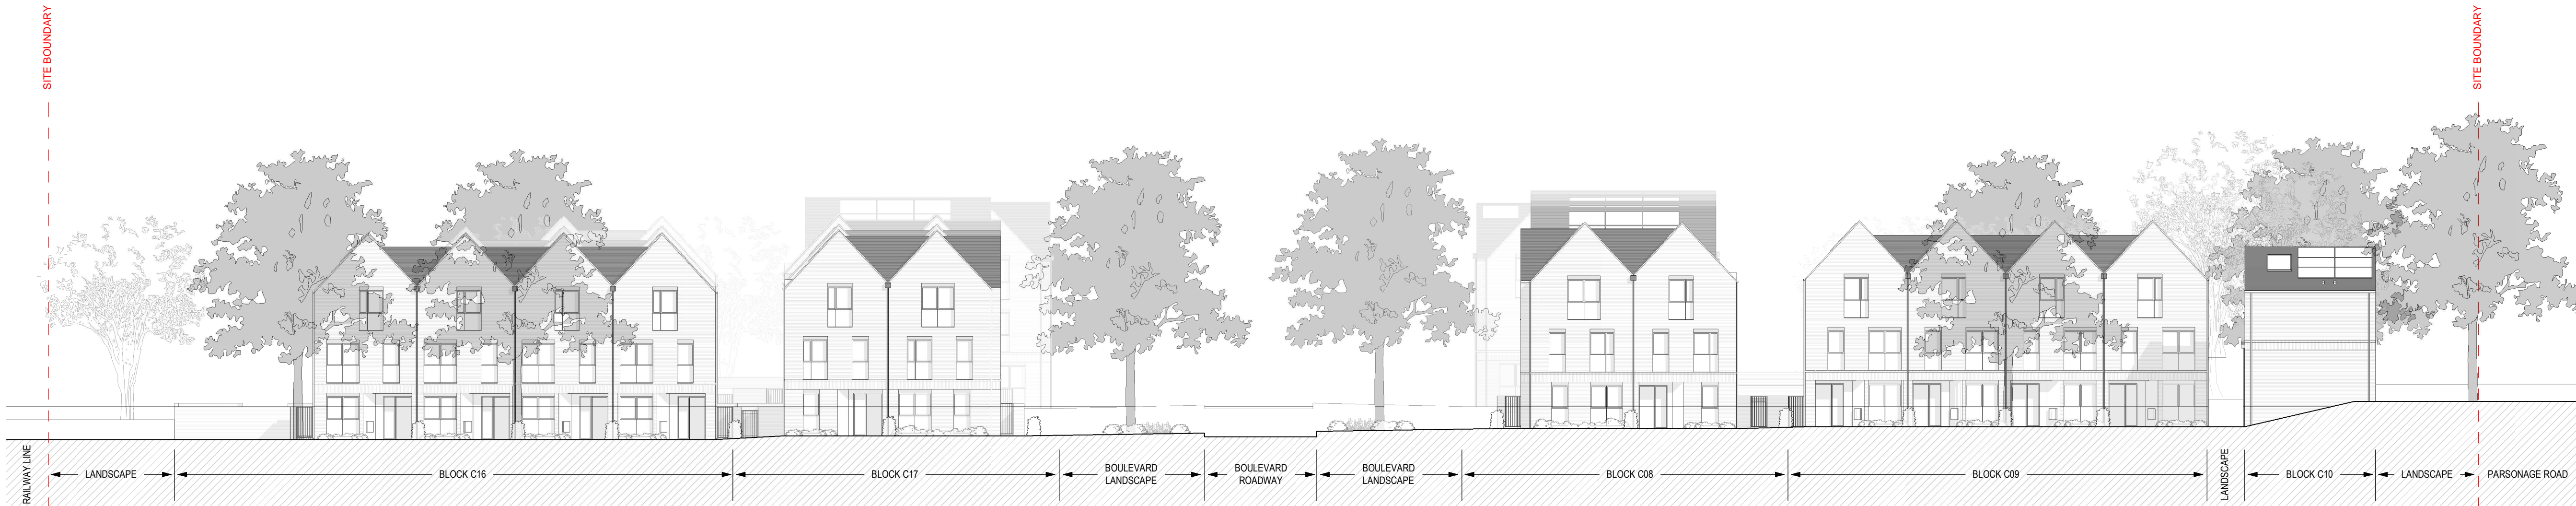 SITE BOUNDARY
SITE BOUNDARY
RAILWAY LINE
LANDSCAPE
BLOCK C16
BLOCK C17
BOULEVARD
LANDSCAPE
BOULEVARD
ROADWAY
BOULEVARD
LANDSCAPE
BLOCK C08
BLOCK C09
LANDSCAPE
BLOCK C10
LANDSCAPE
PARSONAGE ROAD